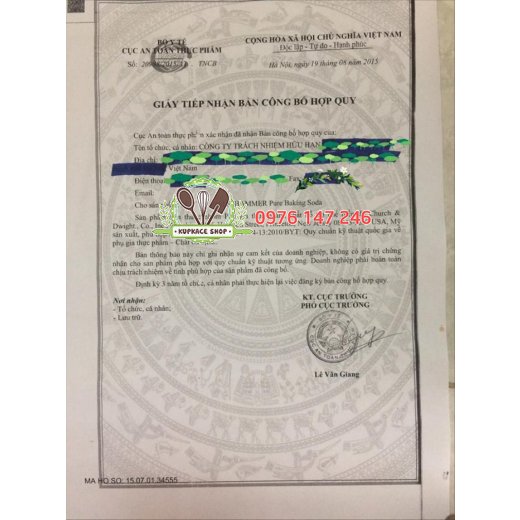 BỘ Y TẾ
CỤC AN TOÀN THỰC PHẨM
CỘNG HÒA XÃ HỘI CHỦ NGHĨA VIỆT NAM
Độc lập - Tự do - Hạnh phúc
Số: TNCB
Hà Nội, ngày 19 tháng 08 năm 2015
GIẤY TIẾP NHẬN BẢN CÔNG BỐ HỢP QUY
Cục An toàn thực phẩm xác nhận đã nhận Bản công bố hợp quy của:
Tên tổ chức, cá nhân: CÔNG TY TRÁCH NHIỆM HỮU HẠN
Địa chỉ:
Việt Nam
Điện thoại: Fax
Email:
Cho sản HAMMER Pure Baking Soda
KUPKACE SHOP
0976 147 246
Sản phẩm Church &
Dwight., Co., Inc USA, Mỹ
sản xuất, phù 4-13:2010/BYT: Quy chuẩn kỹ thuật quốc gia về
phụ gia thực phẩm - Chất
Bản thông báo này chỉ ghi nhận sự cam kết của doanh nghiệp, không có giá trị chứng
nhận cho sản phẩm phù hợp với quy chuẩn kỹ thuật tương ứng. Doanh nghiệp phải hoàn toàn
chịu trách nhiệm về tính phù hợp của sản phẩm đã công bố.
Định kỳ 3 năm tổ chức, cá nhân phải thực hiện lại việc đăng ký bản công bố hợp quy.
Nơi nhận:
- Tổ chức, cá nhân;
- Lưu trữ.
KT. CỤC TRƯỞNG
PHÓ CỤC TRƯỞNG
Lê Văn Giang
MA HO SO: 15.07.01.34555